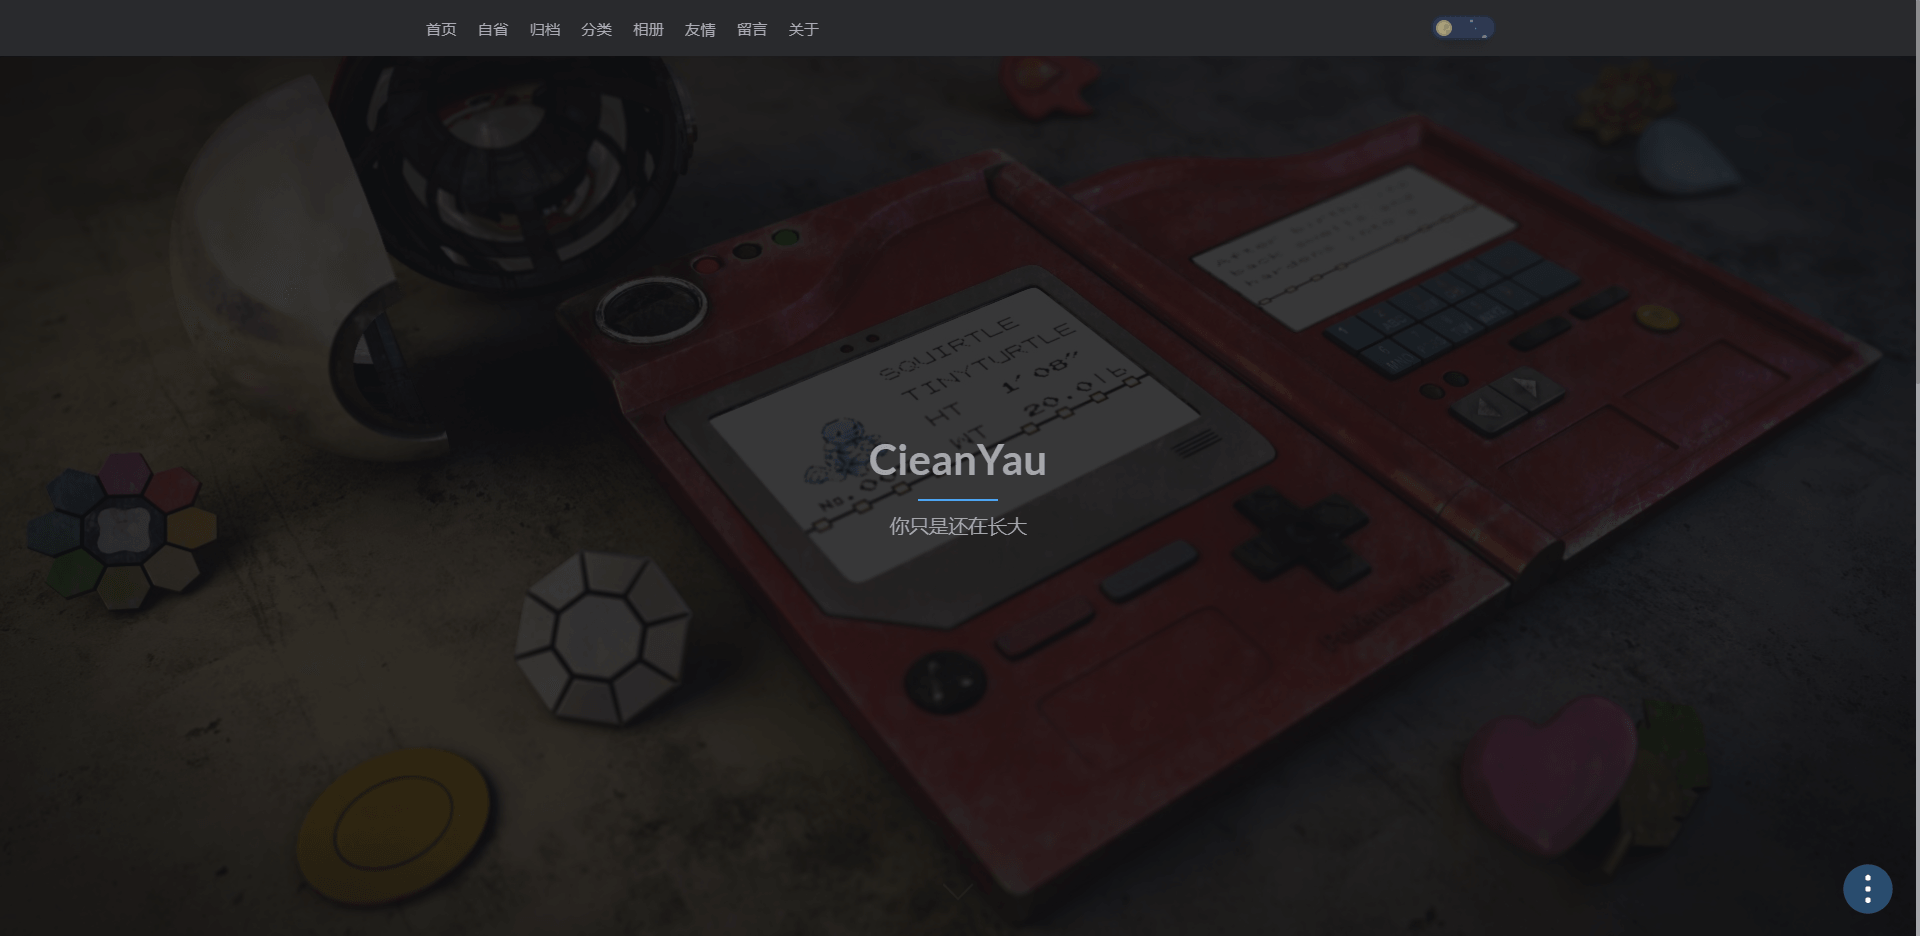 首页 自省 归档 分类 相册 友情 留言 关于
SQUIRTLE
TINYTURTLE
HT 1'08"
WT 20.0lb
No.
CieanYau
你只是还在长大